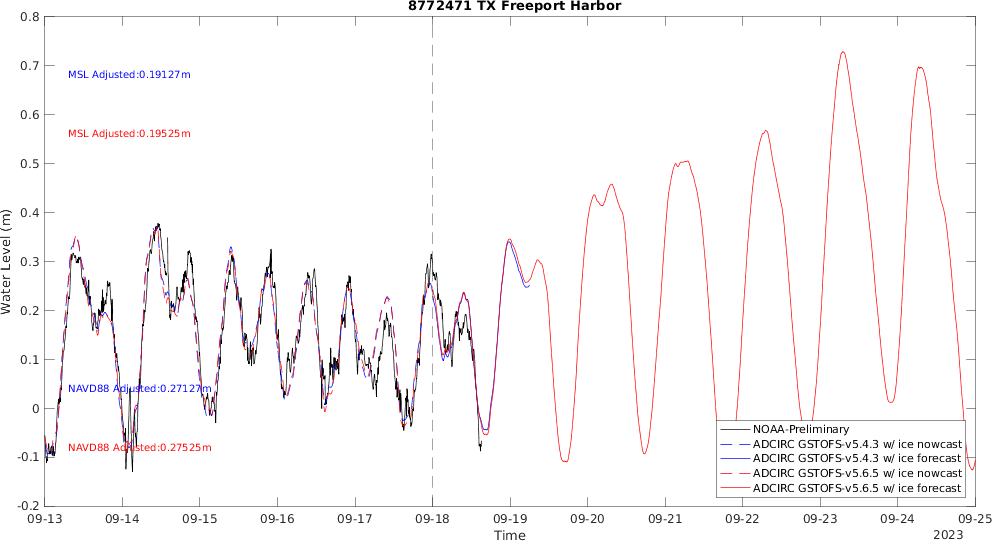 8772471 TX Freeport Harbor
Water Level (m)
0.8
0.7
0.6
0.5
0.4
0.3
0.2
0.1
0
-0.1
-0.2
MSL Adjusted:0.19127m
MSL Adjusted:0.19525m
NAVD88 Adjusted:0.27127m
NAVD88 Adjusted:0.27525m
NOAA-Preliminary
ADCIRC GSTOFS-v5.4.3 w/ ice nowcast
ADCIRC GSTOFS-v5.4.3 w/ ice forecast
ADCIRC GSTOFS-v5.6.5 w/ ice nowcast
ADCIRC GSTOFS-v5.6.5 w/ ice forecast
09-13 09-14 09-15 09-16 09-17 09-18 09-19 09-20 09-21 09-22 09-23 09-24 09-25
Time
2023